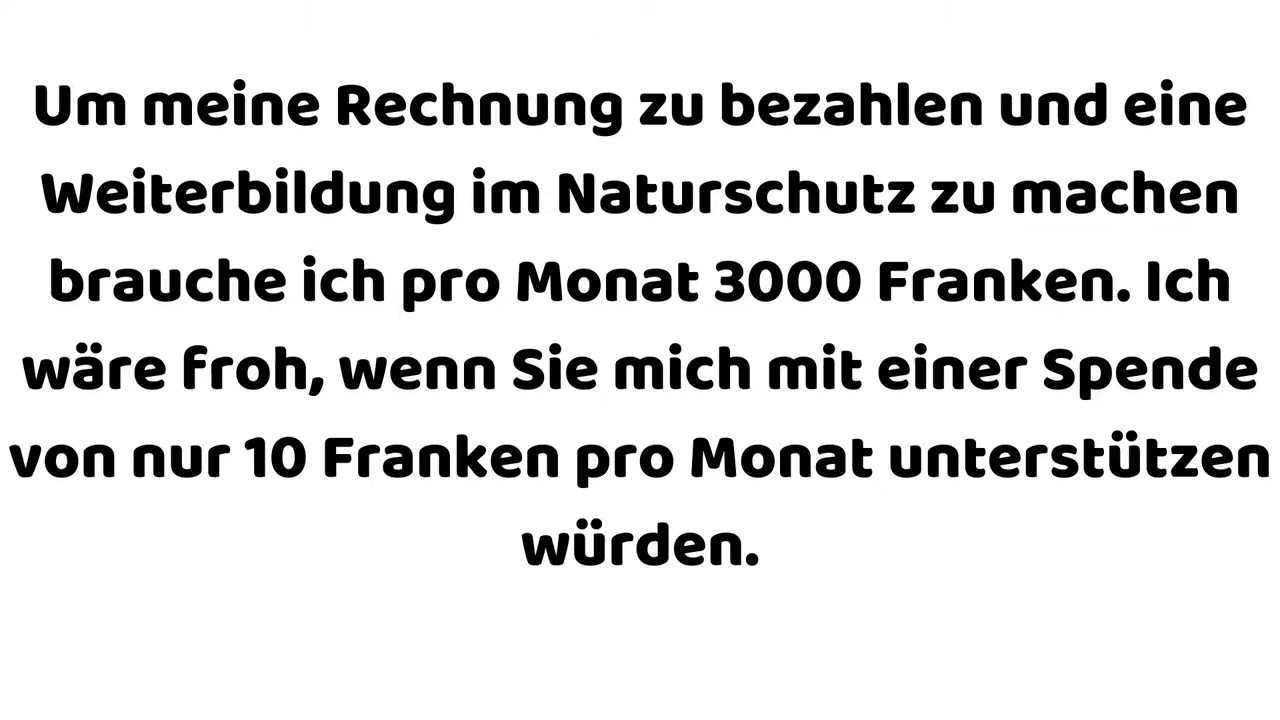 Um meine Rechnung zu bezahlen und eine
Weiterbildung im Naturschutz zu machen
brauche ich pro Monat 3000 Franken. Ich
wäre froh, wenn Sie mich mit einer Spende
von nur 10 Franken pro Monat unterstützen
würden.